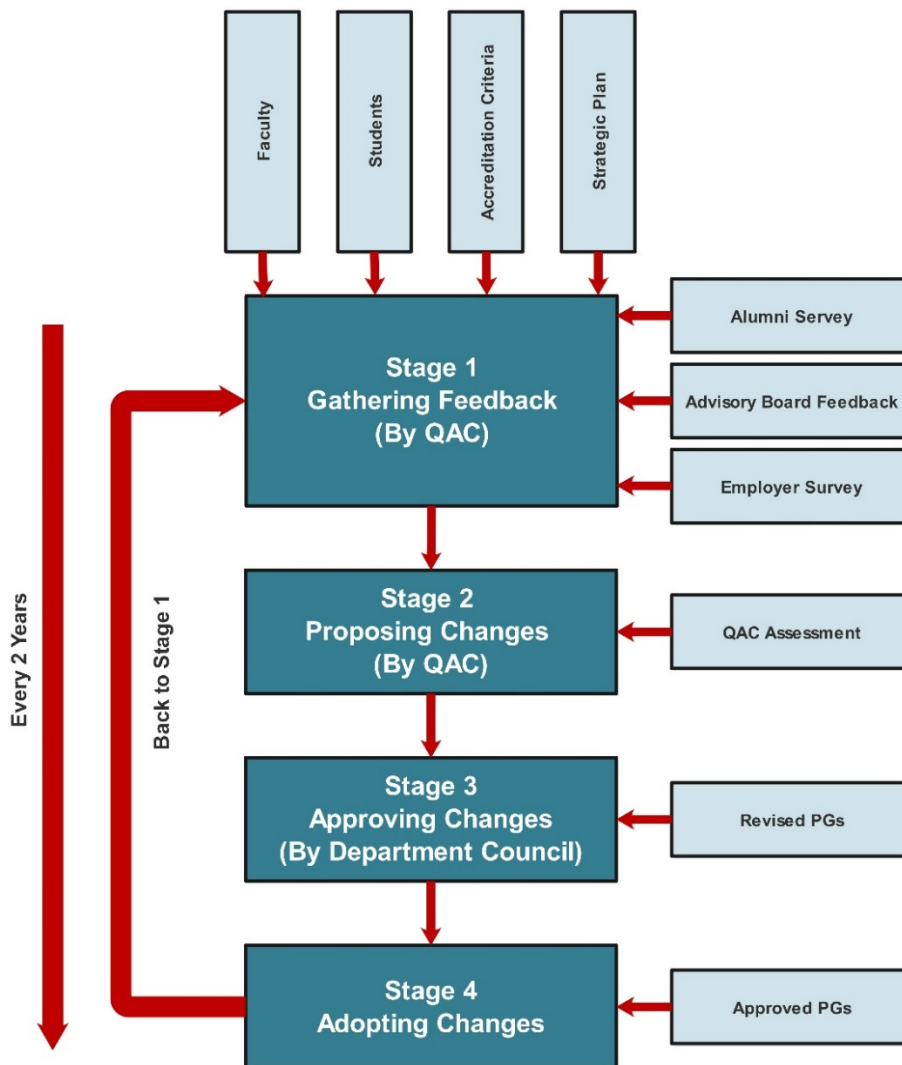 Faculty
Students
Accreditation Criteria
Strategic Plan
Alumni Servey
Stage 1
Gathering Feedback
(By QAC)
Advisory Board Feedback
Employer Survey
Every 2 Years
Back to Stage 1
Stage 2
Proposing Changes
(By QAC)
QAC Assessment
Stage 3
Approving Changes
(By Department Council)
Revised PGs
Stage 4
Adopting Changes
Approved PGs